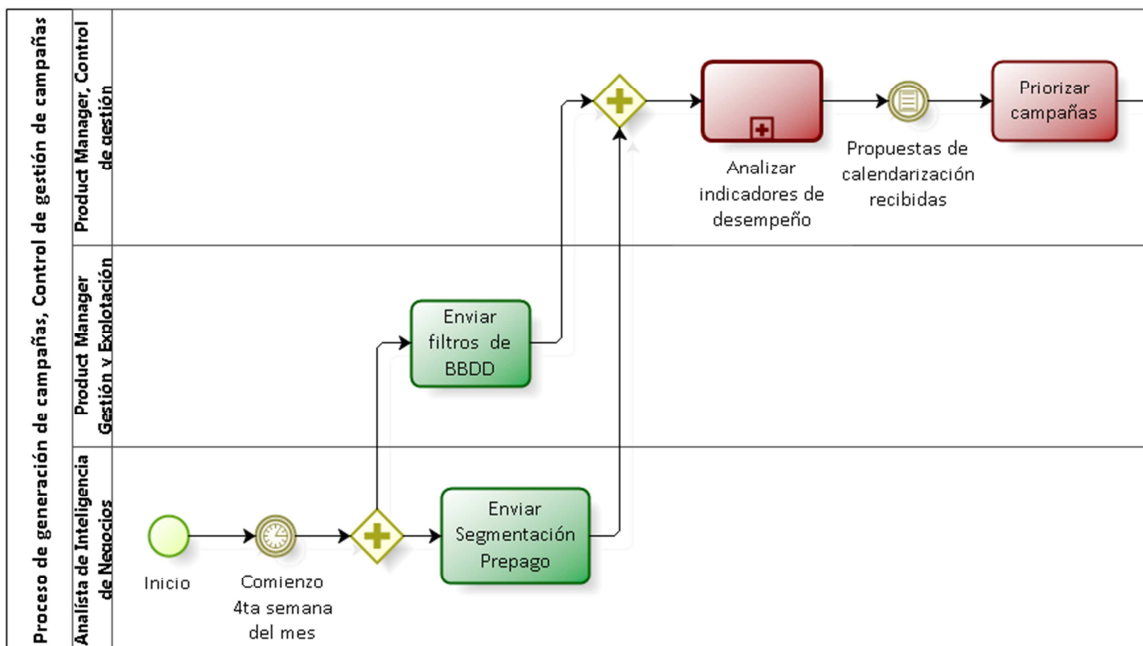 Proceso de generación de campañas, Control de gestión de campañas
Product Manager, Control
de gestión
Priorizar
campañas
Analizar
indicadores de
desempeño
Propuestas de
calendarización
recibidas
Product Manager
Gestión y Explotación
Enviar
filtros de
BBDD
Analísta de Inteligencia
de Negocios
Enviar
Segmentación
Prepago
Inicio
Comienzo
4ta semana
del mes